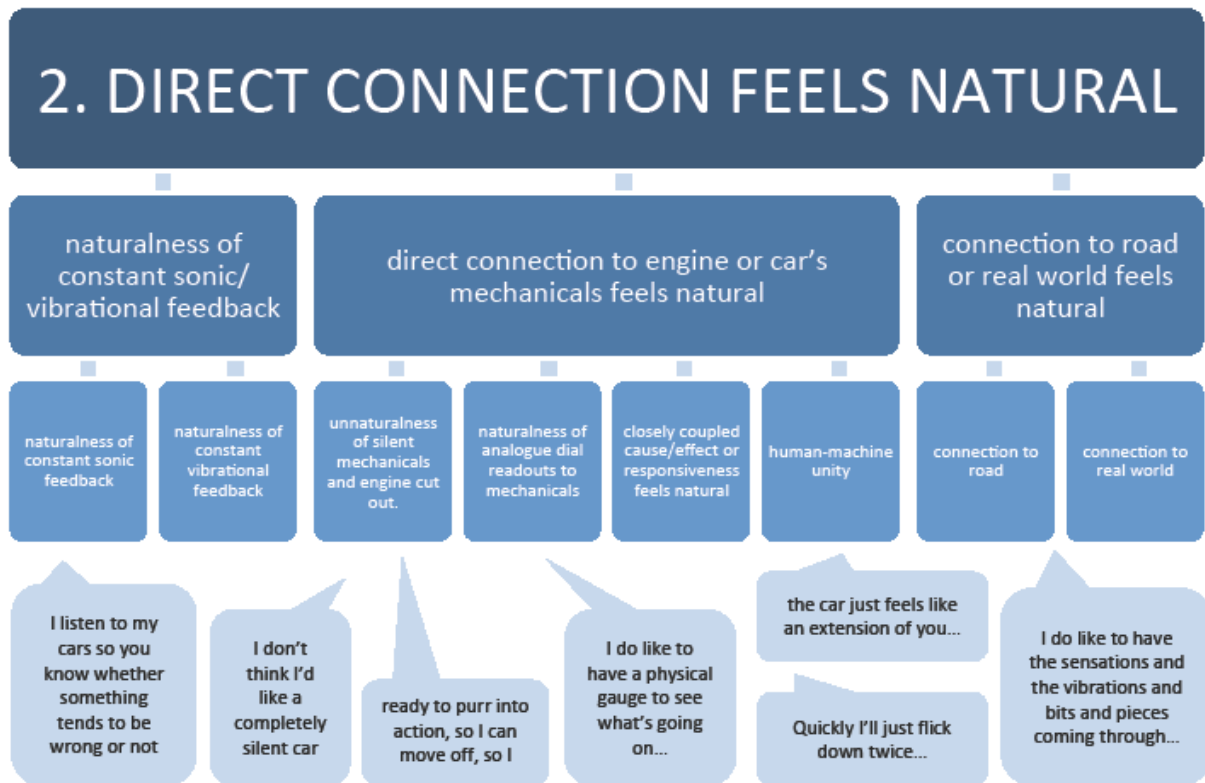 2. DIRECT CONNECTION FEELS NATURAL
naturalness of
constant sonic/
vibrational feedback
direct connection to engine or car's
mechanicals feels natural
connection to road
or real world feels
natural
naturalness of
constant sonic
feedback
naturalness of
constant
vibrational
feedback
unnaturalness
of silent
mechanicals
and engine cut
out.
naturalness of
analogue dial
readouts to
mechanicals
closely coupled
cause/effect or
responsiveness
feels natural
human-machine
unity
connection to
road
connection to
real world
I listen to my
cars so you
know whether
something
tends to be
wrong or not
I don't
think I'd
like a
completely
silent car
ready to purr into
action, so I can
move off, so I
I do like to
have a physical
gauge to see
what's going
on...
the car just feels like
an extension of you...
Quickly I'll just flick
down twice...
I do like to have
the sensations and
the vibrations and
bits and pieces
coming through...